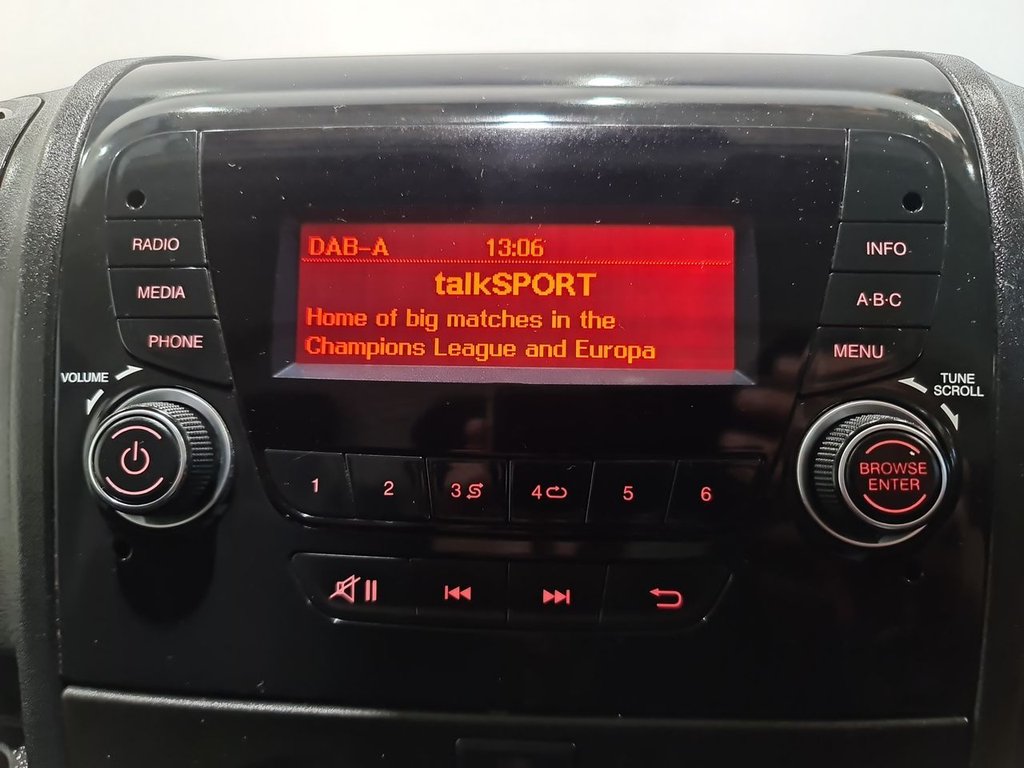 RADIO
MEDIA
PHONE
VOLUME
DAB-A 13:06
talkSPORT
Home of big matches in the
Champions League and Europa
INFO
A·B·C
MENU
TUNE
SCROLL
BROWSE
ENTER
1 2 3 4 5 6